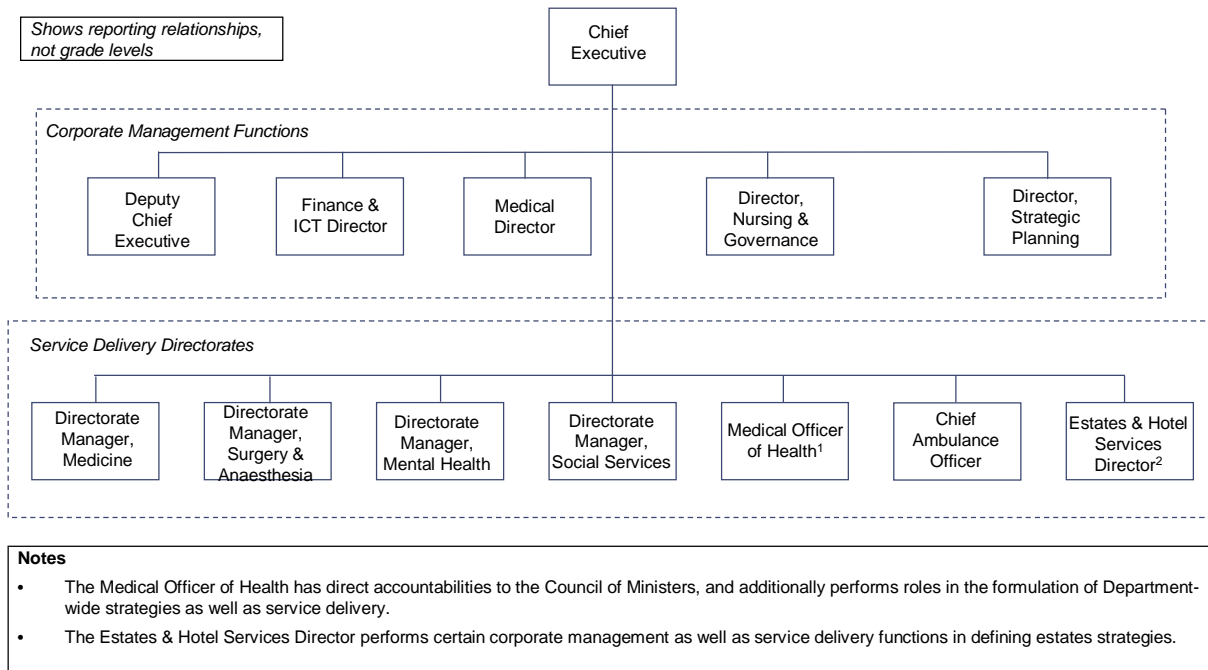 Shows reporting relationships,
not grade levels
Chief
Executive
Corporate Management Functions
Deputy
Chief
Executive
Finance &
ICT Director
Medical
Director
Director,
Nursing &
Governance
Director,
Strategic
Planning
Service Delivery Directorates
Directorate
Manager,
Medicine
Directorate
Manager,
Surgery &
Anaesthesia
Directorate
Manager,
Mental Health
Directorate
Manager,
Social Services
Medical Officer
of Health¹
Chief
Ambulance
Officer
Estates & Hotel
Services
Director²
Notes
• The Medical Officer of Health has direct accountabilities to the Council of Ministers, and additionally performs roles in the formulation of Department-
wide strategies as well as service delivery.
• The Estates & Hotel Services Director performs certain corporate management as well as service delivery functions in defining estates strategies.